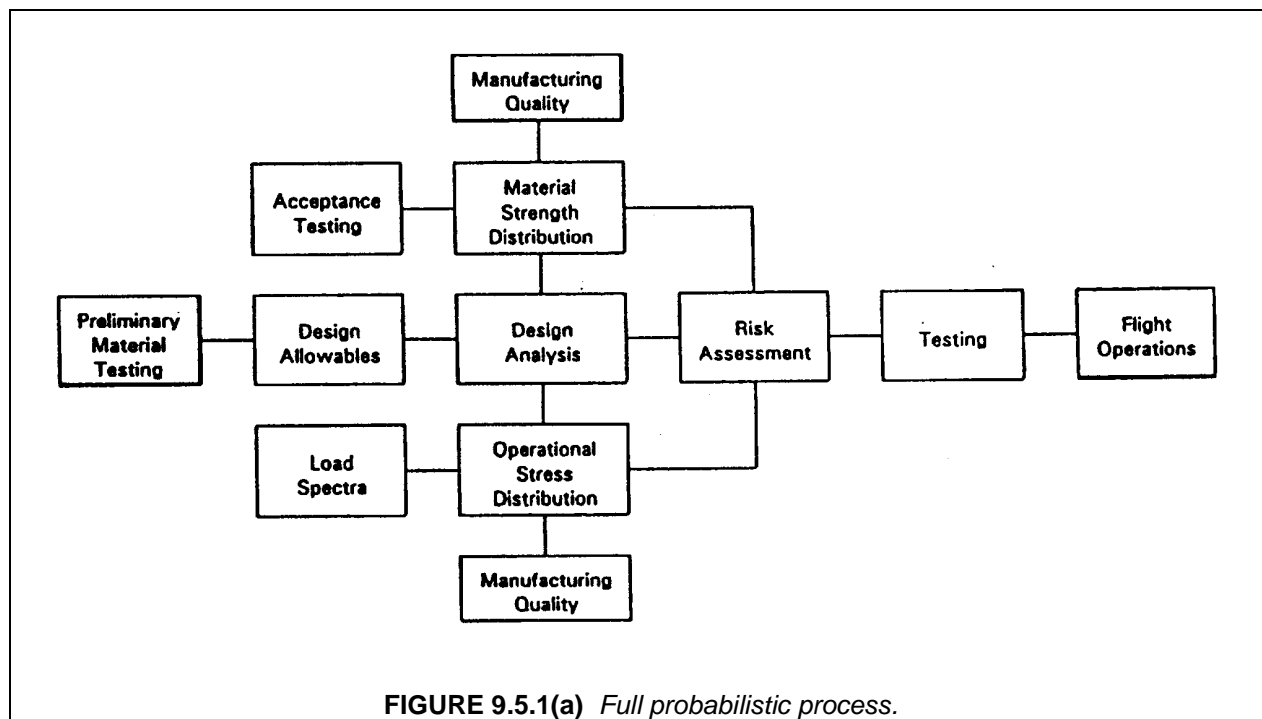 Manufacturing
Quality
Acceptance
Testing
Material
Strength
Distribution
Preliminary
Material
Testing
Design
Allowables
Design
Analysis
Risk
Assessment
Testing
Flight
Operations
Load
Spectra
Operational
Stress
Distribution
Manufacturing
Quality
FIGURE 9.5.1(a) Full probabilistic process.